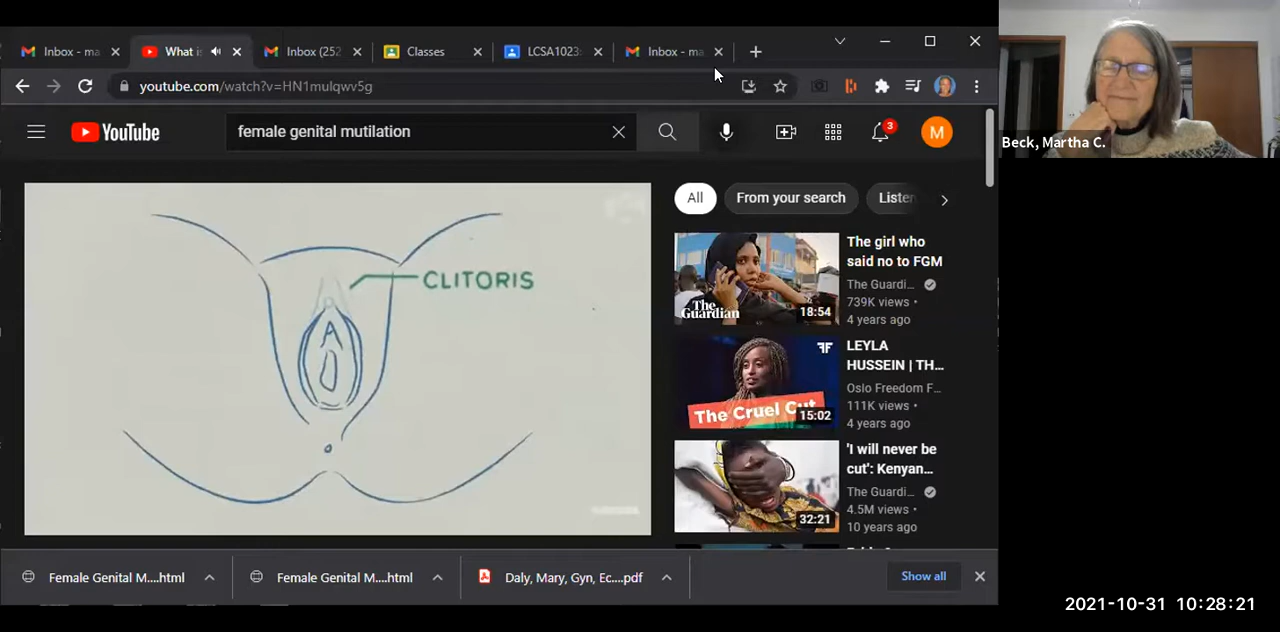 Inbox - ma
What is
Inbox (252
Classes
LCSA1023
Inbox - ma
youtube.com/watch?v=HN1mulqwv5g
YouTube
female genital mutilation
3
M
Beck, Martha C.
All
From your search
Listen
CLITORIS
The girl who
said no to FGM
The Guardi...
739K views •
4 years ago
The
Guardian
18:54
LEYLA
HUSSEIN | TH...
Oslo Freedom F...
111K views •
4 years ago
The Cruel Cut
15:02
'I will never be
cut': Kenyan...
The Guardi...
4.5M views •
10 years ago
32:21
Female Genital M....html
Female Genital M....html
Daly, Mary, Gyn, Ec....pdf
Show all
2021-10-31 10:28:21